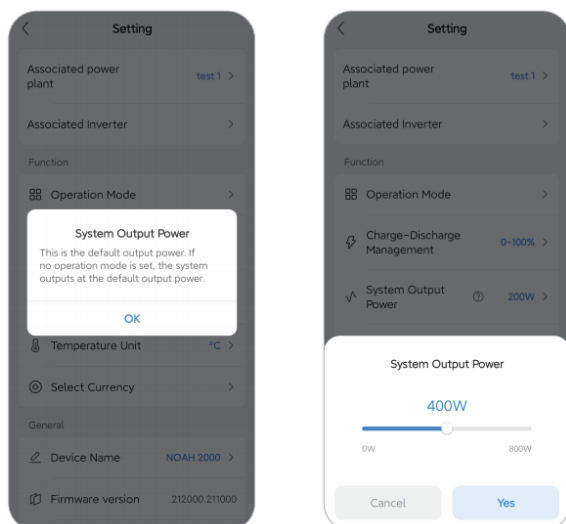 Setting
Associated power
plant
test 1
Associated Inverter
Function
Operation Mode
System Output Power
This is the default output power. If
no operation mode is set, the system
outputs at the default output power.
OK
Temperature Unit
°C
Select Currency
General
Device Name
NOAH 2000
Firmware version
.212000.211000
Setting
Associated power
plant
test 1
Associated Inverter
Function
Operation Mode
Charge-Discharge
Management
0-100%
System Output
Power
200W
System Output Power
400W
0W
800W
Cancel
Yes